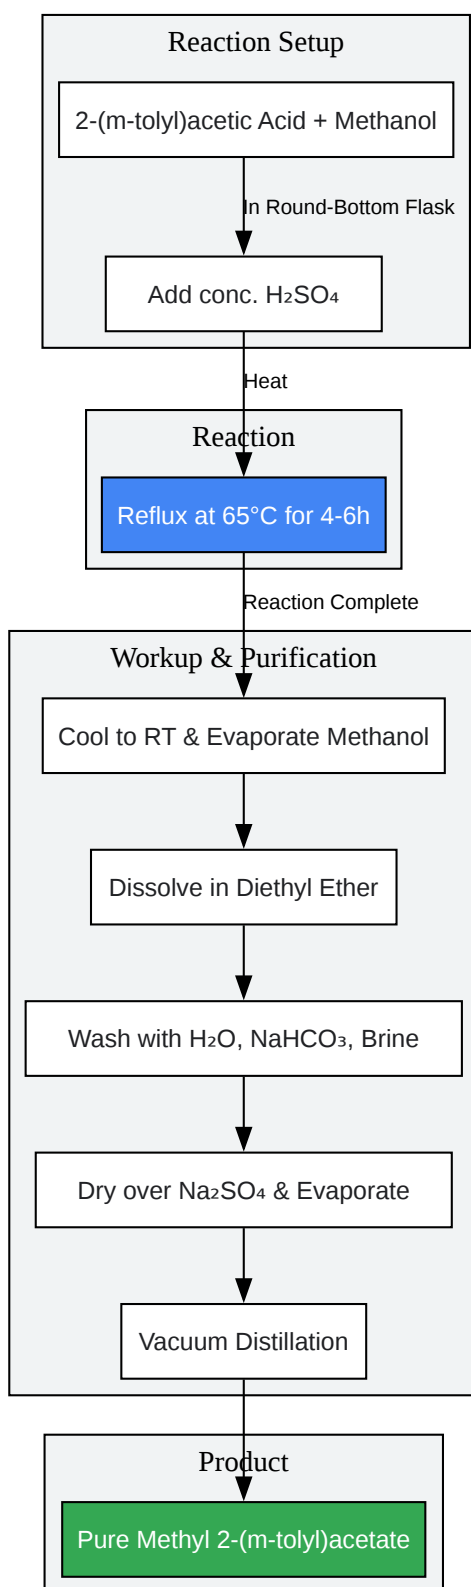 Reaction Setup
2-(m-tolyl)acetic Acid + Methanol
In Round-Bottom Flask
Add conc. H₂SO₄
Heat
Reaction
Reflux at 65°C for 4-6h
Reaction Complete
Workup & Purification
Cool to RT & Evaporate Methanol
Dissolve in Diethyl Ether
Wash with H₂O, NaHCO₃, Brine
Dry over Na₂SO₄ & Evaporate
Vacuum Distillation
Product
Pure Methyl 2-(m-tolyl)acetate